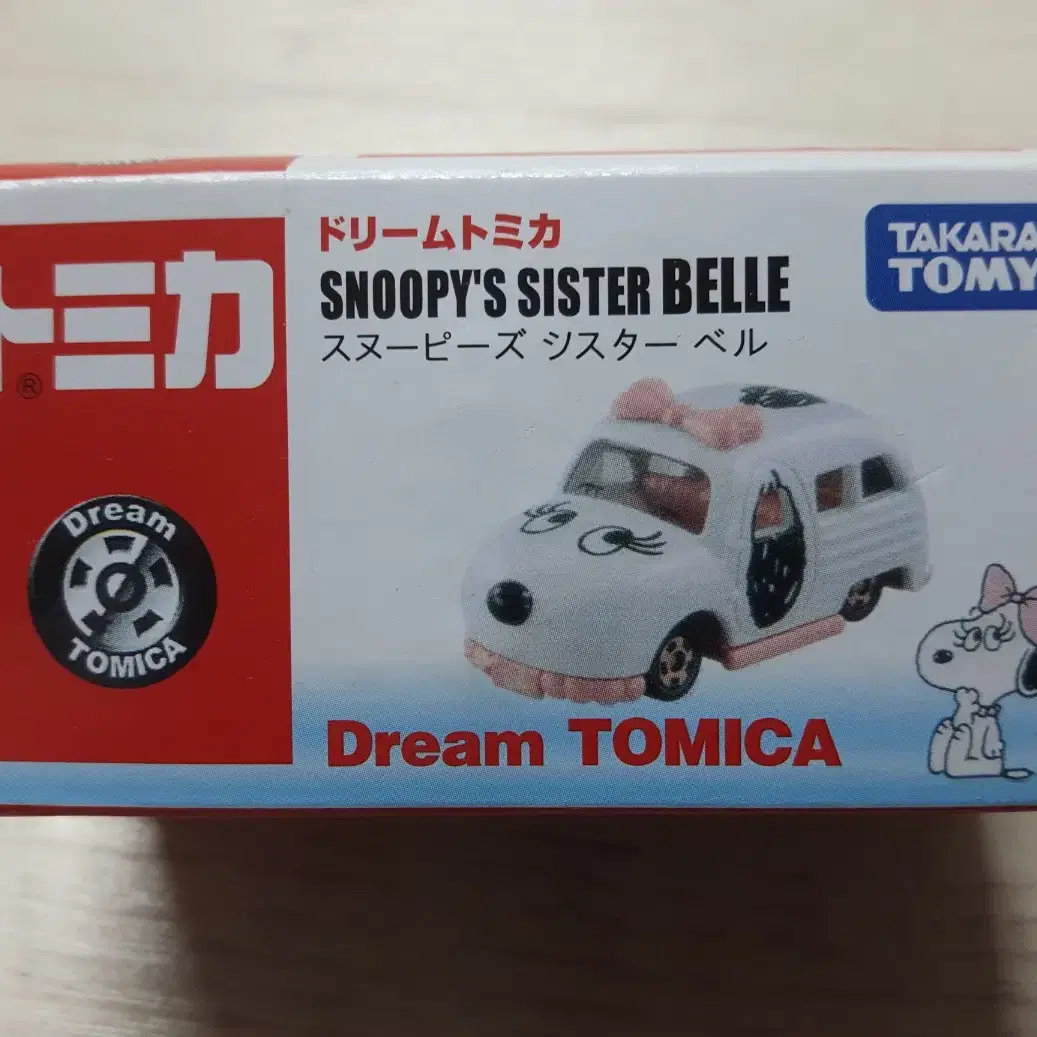 トミカ
®
Dream
TOMICA
ドリームトミカ
SNOOPY'S SISTER BELLE
スヌーピーズ シスター ベル
TAKARA
TOMY
Dream TOMICA